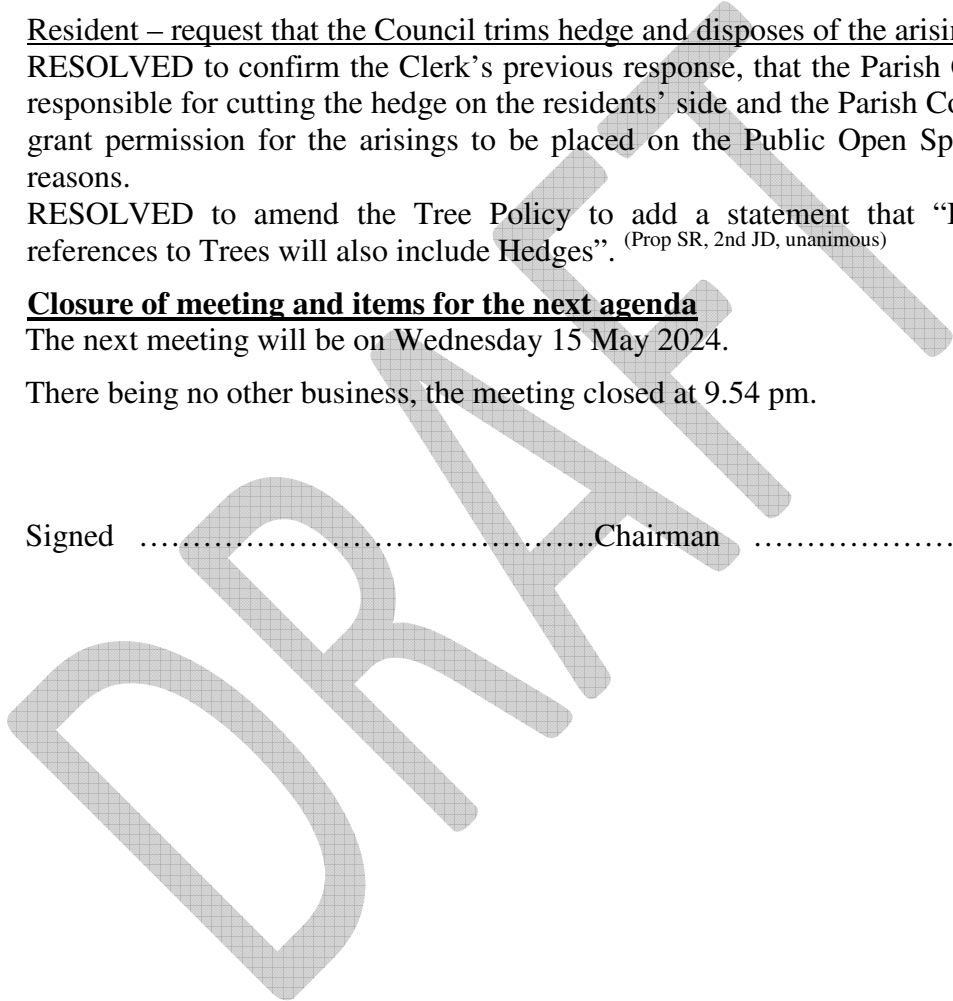 Resident – request that the Council trims hedge and disposes of the
RESOLVED to confirm the Clerk’s previous response, that the Parish
responsible for cutting the hedge on the residents’ side and the Parish
grant permission for the arisings to be placed on the Public Open
reasons.
RESOLVED to amend the Tree Policy to add a statement that
references to Trees will also include Hedges”. (Prop SR, 2nd JD, unanimous)
Closure of meeting and items for the next agenda
The next meeting will be on Wednesday 15 May 2024.
There being no other business, the meeting closed at 9.54 pm.
Signed …………………………………….Chairman ………………
DRAFT